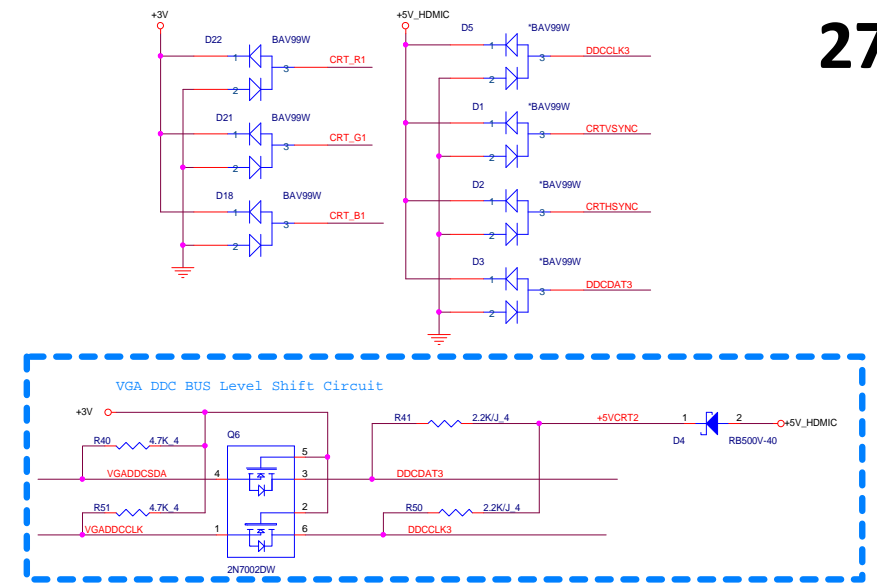 27
+3V
D22 BAV99W
1
3 CRT_R1
2
D21 BAV99W
1
3 CRT_G1
2
D18 BAV99W
1
3 CRT_B1
2
+5V_HDMIC
D5 *BAV99W
1
3 DDCCLK3
2
D1 *BAV99W
1
3 CRTVSYNC
2
D2 *BAV99W
1
3 CRTHSYNC
2
D3 *BAV99W
1
3 DDCDAT3
2
VGA DDC BUS Level Shift Circuit
+3V
R40 4.7K_4
VGADDCSDA
R51 4.7K_4
VGADDCCLK
Q6
5
4 3
2
1 6
2N7002DW
R41 2.2K/J_4
DDCDAT3
R50 2.2K/J_4
DDCCLK3
+5VCRT2 1 2 +5V_HDMIC
D4 RB500V-40